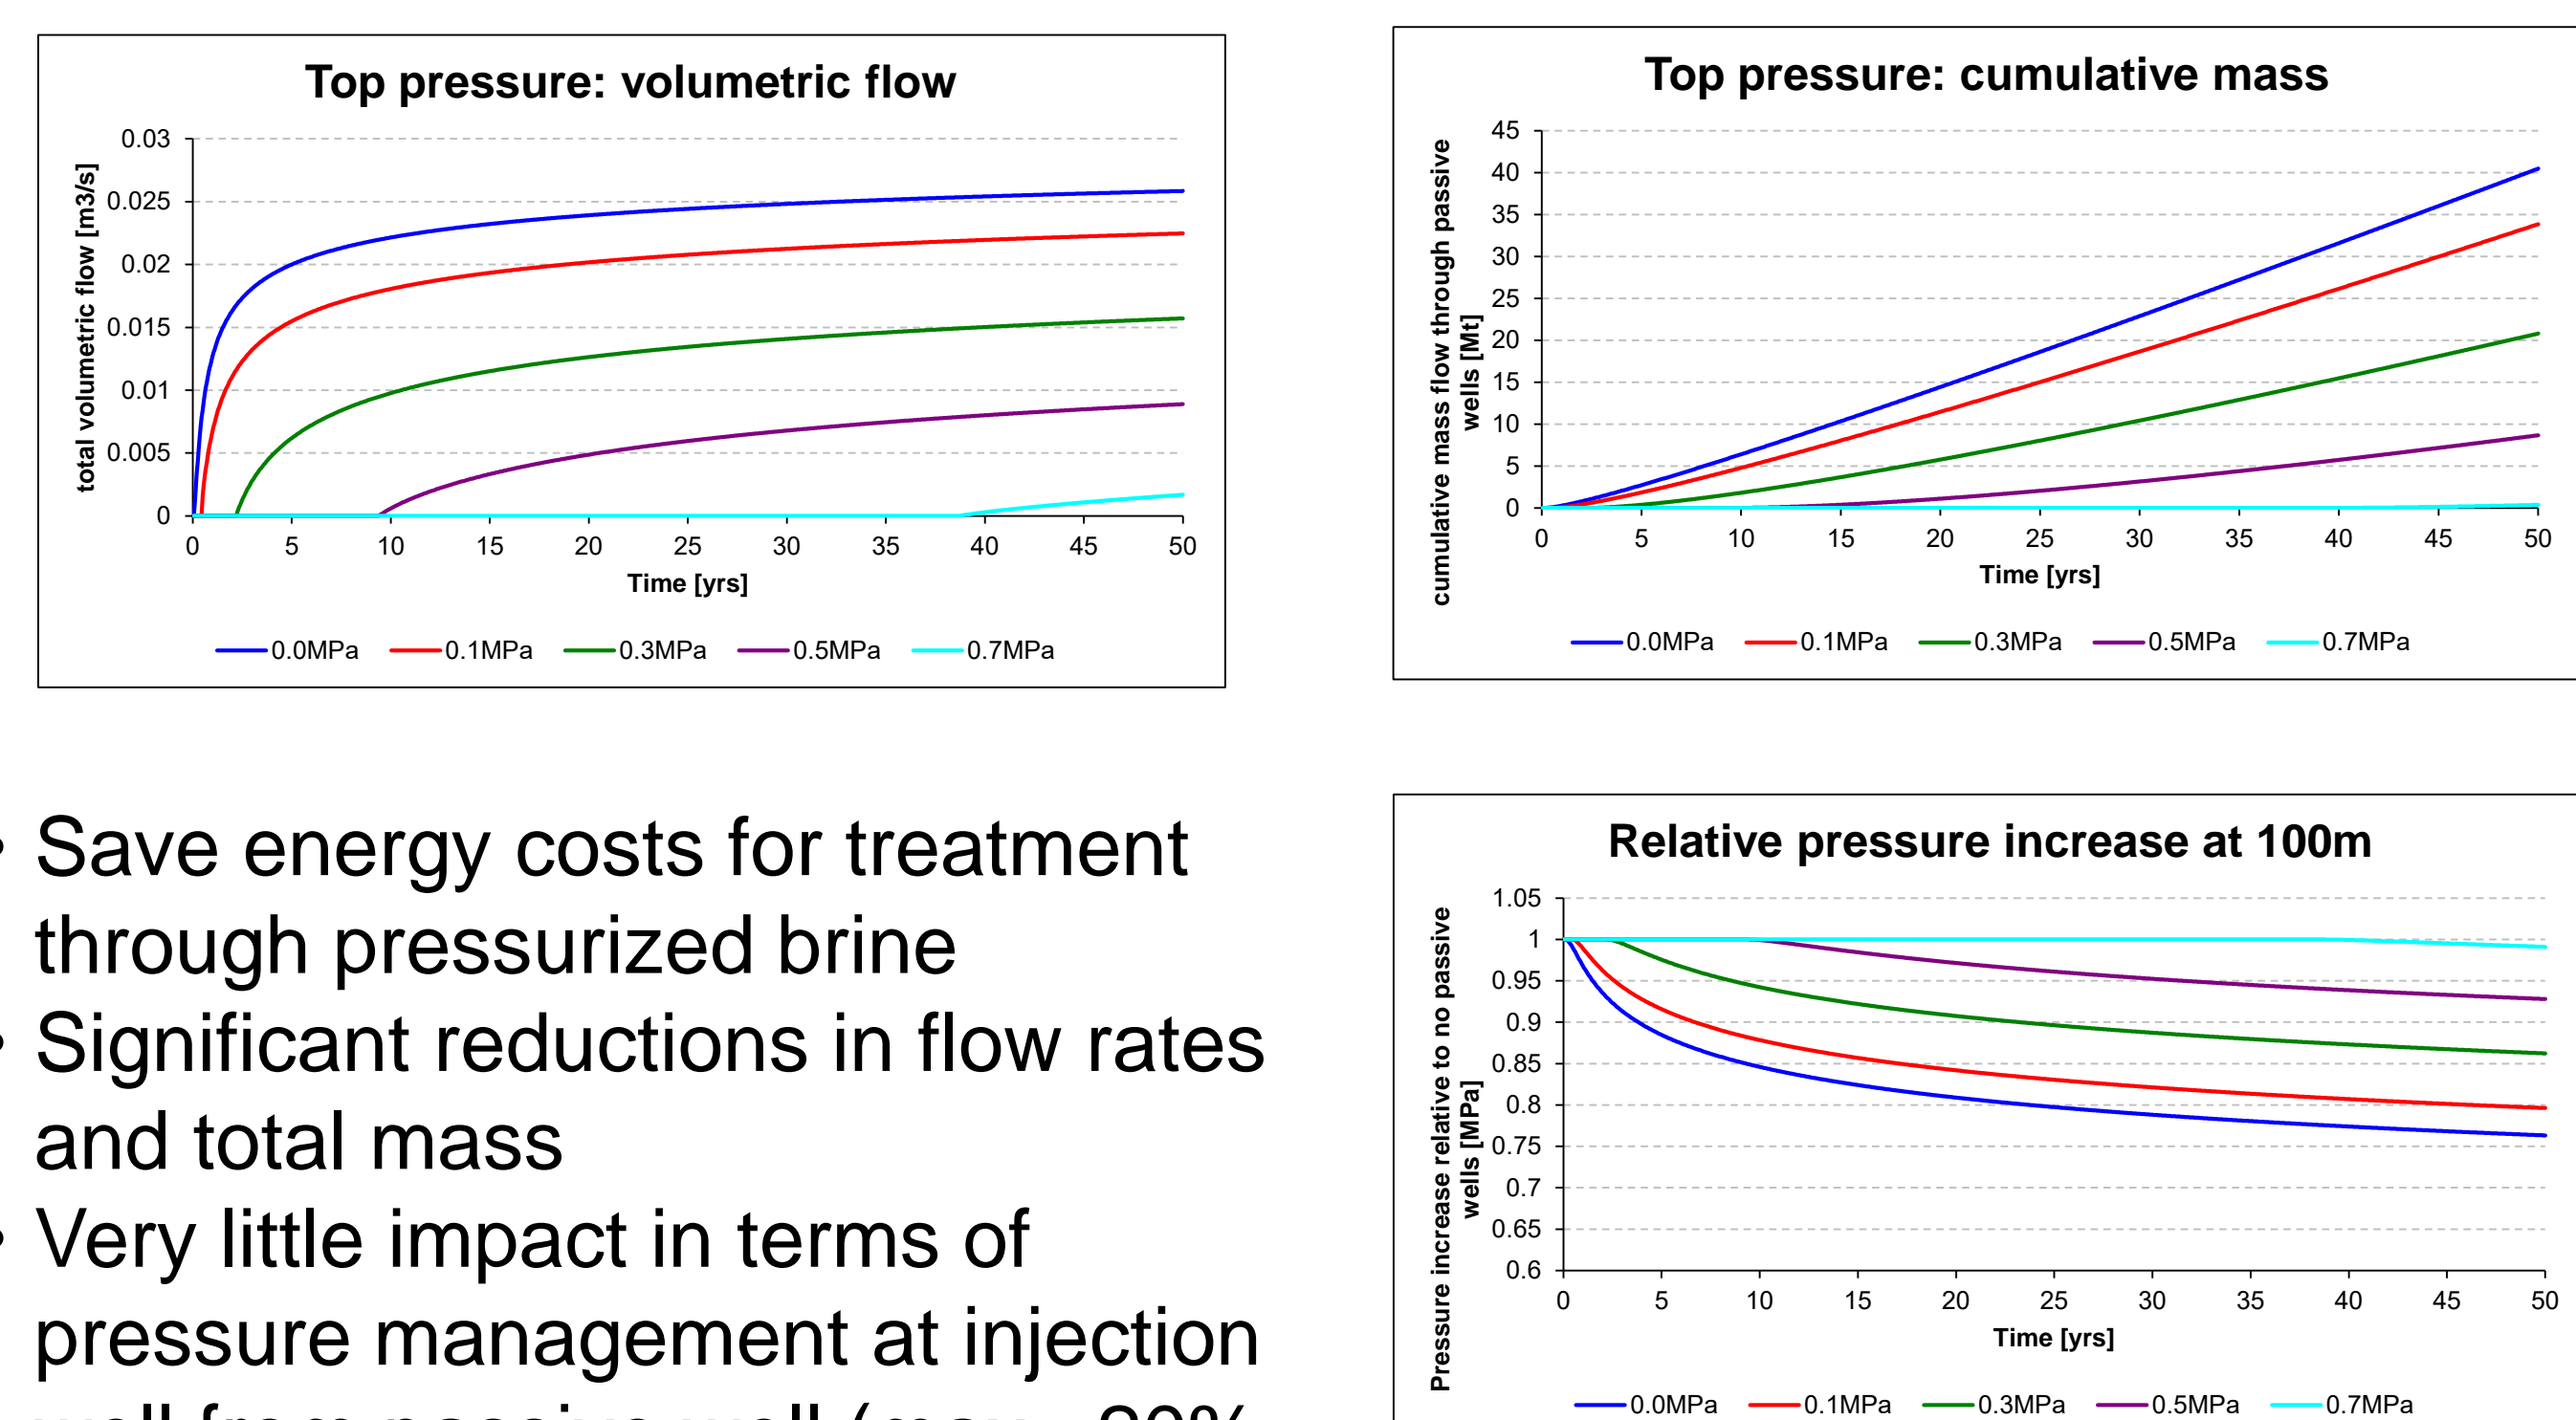 Top pressure: volumetric flow
total volumetric flow [m3/s]
0.03
0.025
0.02
0.015
0.01
0.005
0
0 5 10 15 20 25 30 35 40 45 50
Time [yrs]
0.0MPa 0.1MPa 0.3MPa 0.5MPa 0.7MPa
Top pressure: cumulative mass
cumulative mass flow through passive
wells [Mt]
45
40
35
30
25
20
15
10
5
0
0 5 10 15 20 25 30 35 40 45 50
Time [yrs]
0.0MPa 0.1MPa 0.3MPa 0.5MPa 0.7MPa
• Save energy costs for treatment
through pressurized brine
• Significant reductions in flow rates
and total mass
• Very little impact in terms of
pressure management at injection
well from passive well (max
Relative pressure increase at 100m
Pressure increase relative to no passive
wells [MPa]
1.05
1
0.95
0.9
0.85
0.8
0.75
0.7
0.65
0.6
0 5 10 15 20 25 30 35 40 45 50
Time [yrs]
0.0MPa 0.1MPa 0.3MPa 0.5MPa 0.7MPa